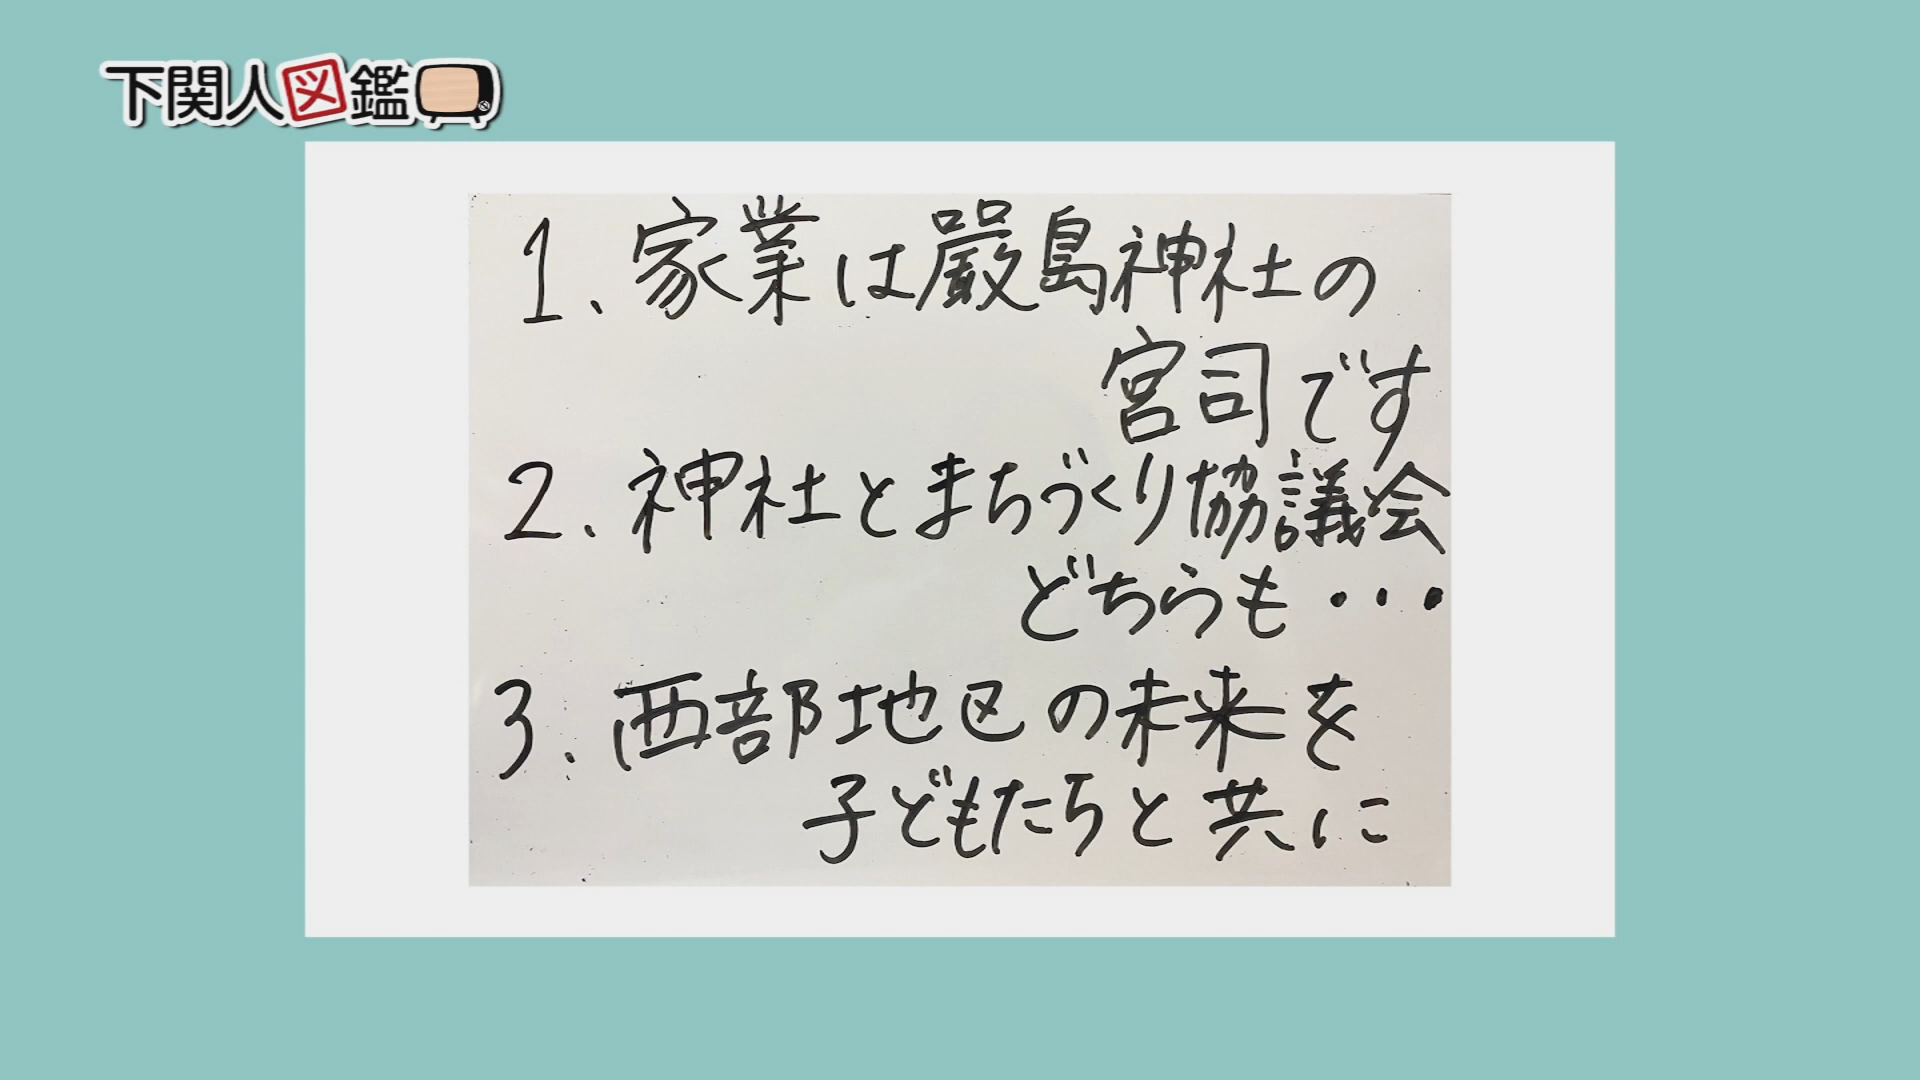 下関人図鑑
1、家業は嚴島神社の
宮司です
2、神社とまちづくり協議会
どちらも・・・
3、西部地区の未来を
子どもたちと共に